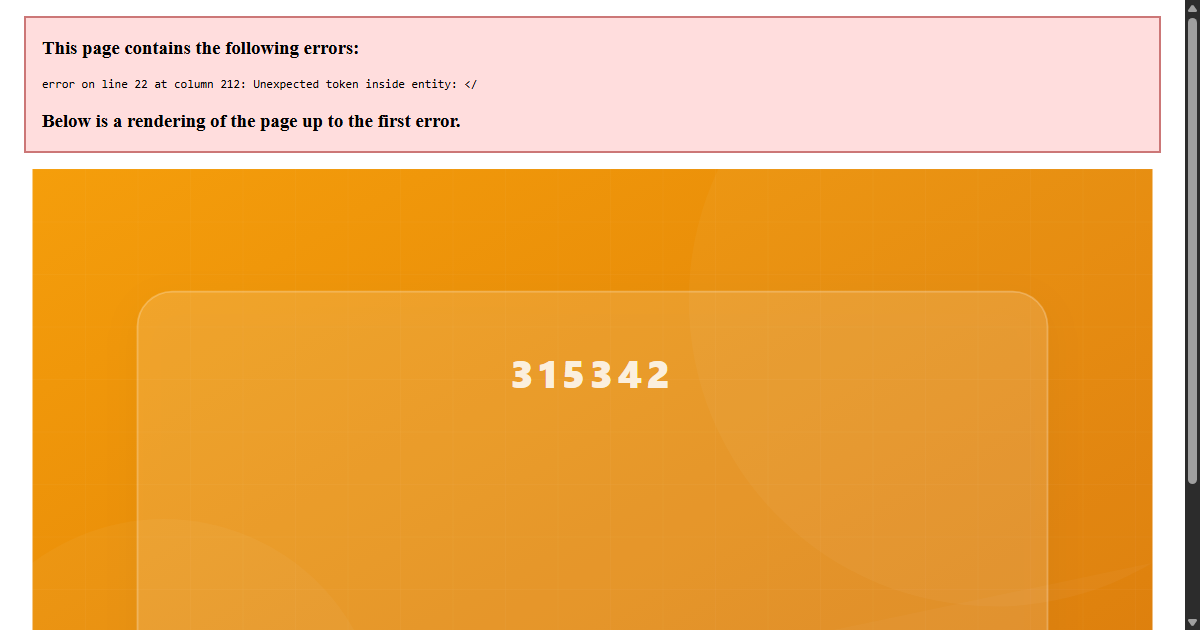 This page contains the following errors:
error on line 22 at column 212: Unexpected token inside entity: </
Below is a rendering of the page up to the first error.
315342